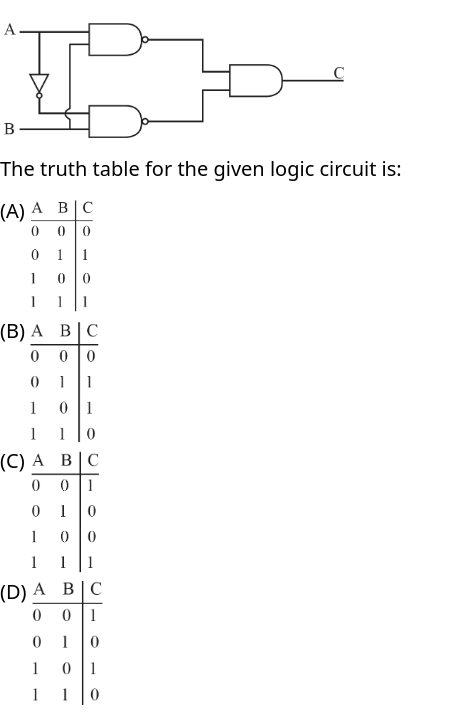 A
C
B
The truth table for the given logic circuit is:
(A) A B C
0 0 0
0 1 1
1 0 0
1 1 1
(B) A B C
0 0 0
0 1 1
1 0 1
1 1 0
(C) A B C
0 0 1
0 1 0
1 0 0
1 1 1
(D) A B C
0 0 1
0 1 0
1 0 1
1 1 0